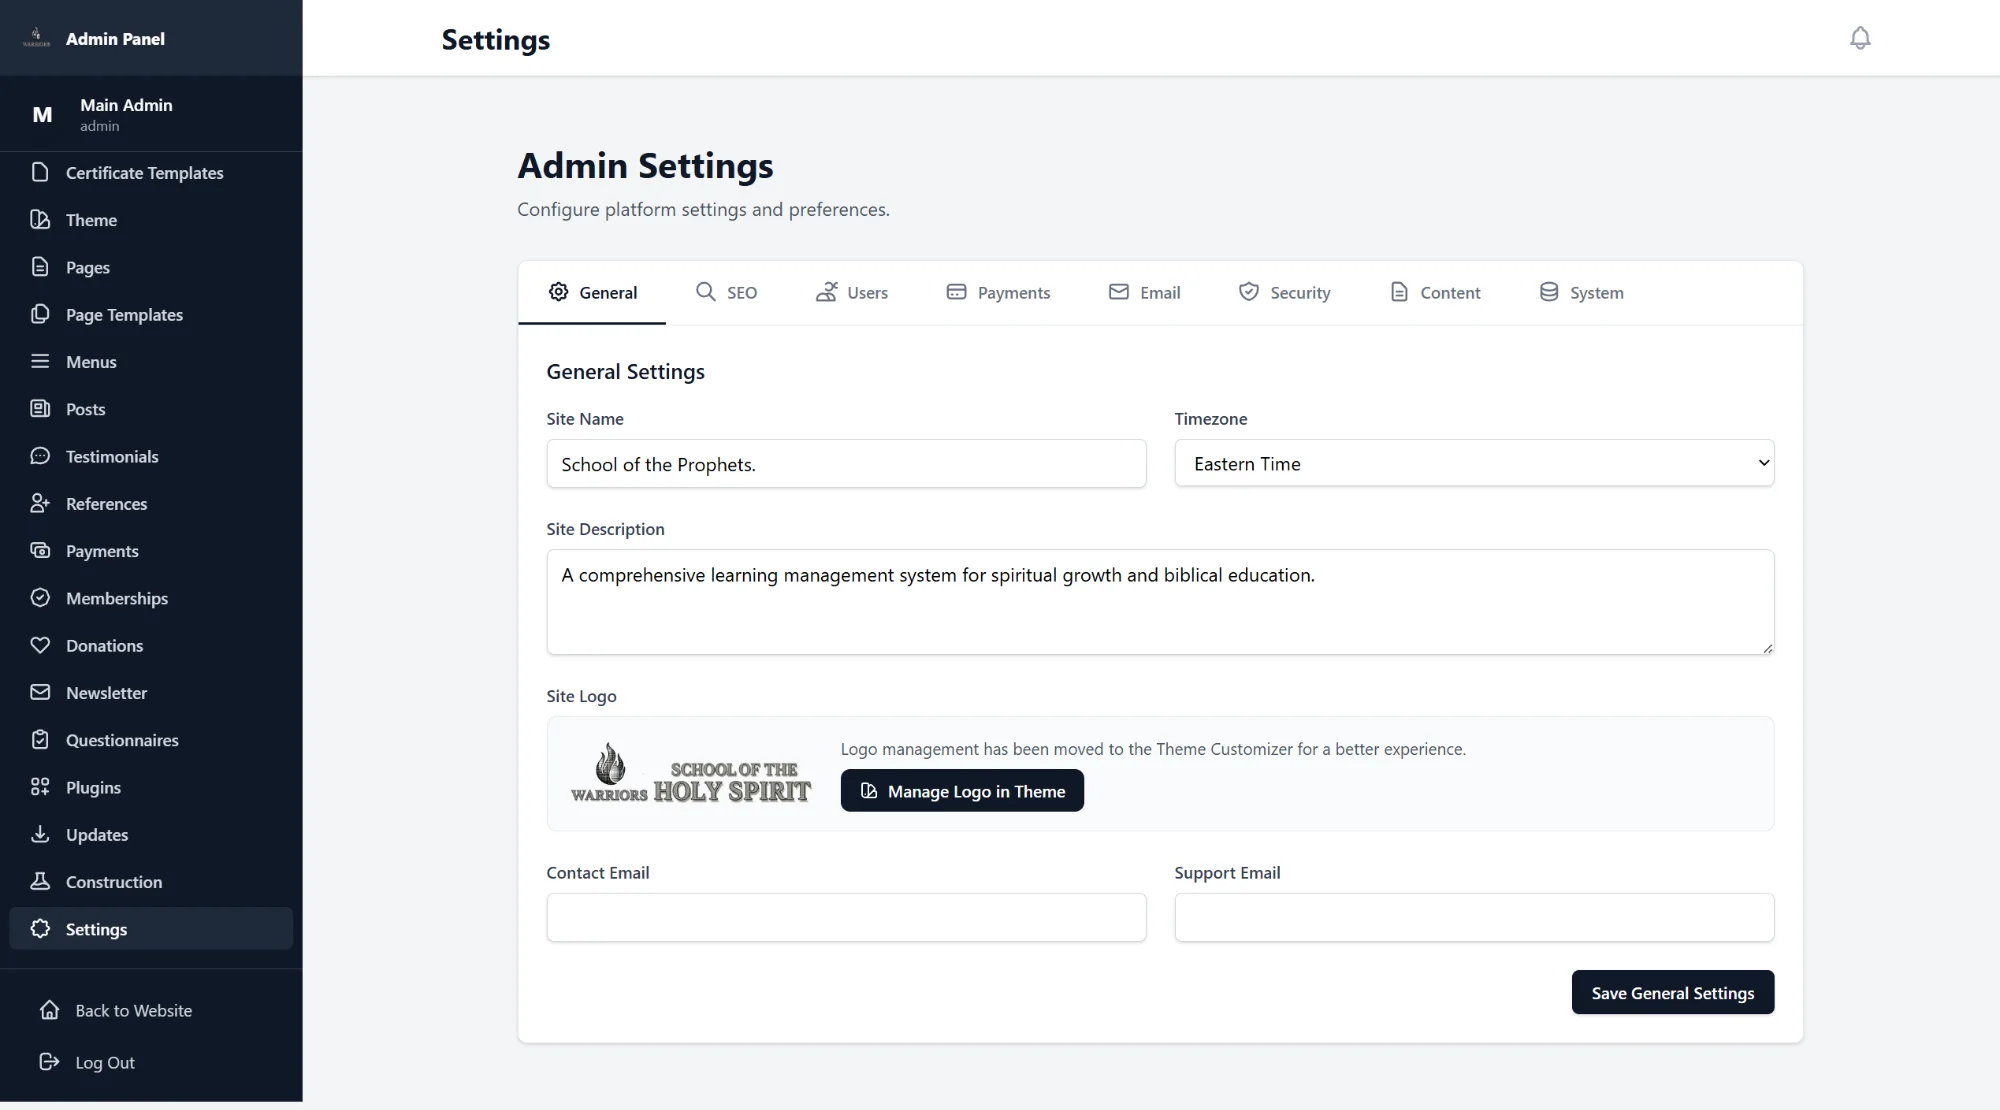 WARRIORS
Admin Panel
M
Main Admin
admin
Certificate Templates
Theme
Pages
Page Templates
Menus
Posts
Testimonials
References
Payments
Memberships
Donations
Newsletter
Questionnaires
Plugins
Updates
Construction
Settings
Back to Website
Log Out
Settings
Admin Settings
Configure platform settings and preferences.
General
SEO
Users
Payments
Email
Security
Content
System
General Settings
Site Name
School of the Prophets.
Timezone
Eastern Time
Site Description
A comprehensive learning management system for spiritual growth and biblical education.
Site Logo
WARRIORS
SCHOOL OF THE
HOLY SPIRIT
Logo management has been moved to the Theme Customizer for a better experience.
Manage Logo in Theme
Contact Email
Support Email
Save General Settings